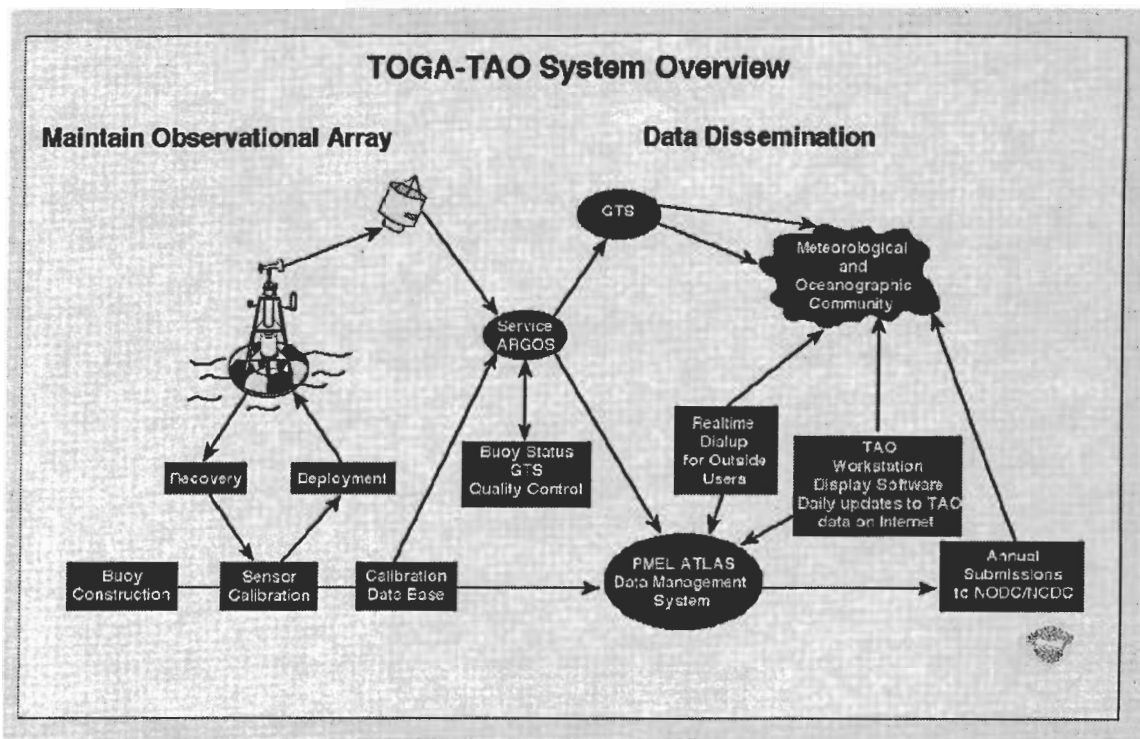 TOGA-TAO System Overview
Maintain Observational Array
Data Dissemination
GTS
Meteorological
and
Oceanographic
Community
Service
ARGOS
Realtime
Dialup
for Outside
Users
TAO
Workstation
Display Software
Daily updates to TAO
data on Internet
Buoy Status
GTS
Quality Control
Recovery
Deployment
Buoy
Construction
Sensor
Calibration
Calibration
Data Base
PMEL ATLAS
Data Management
System
Annual
Submissions
to NODC/NCDC